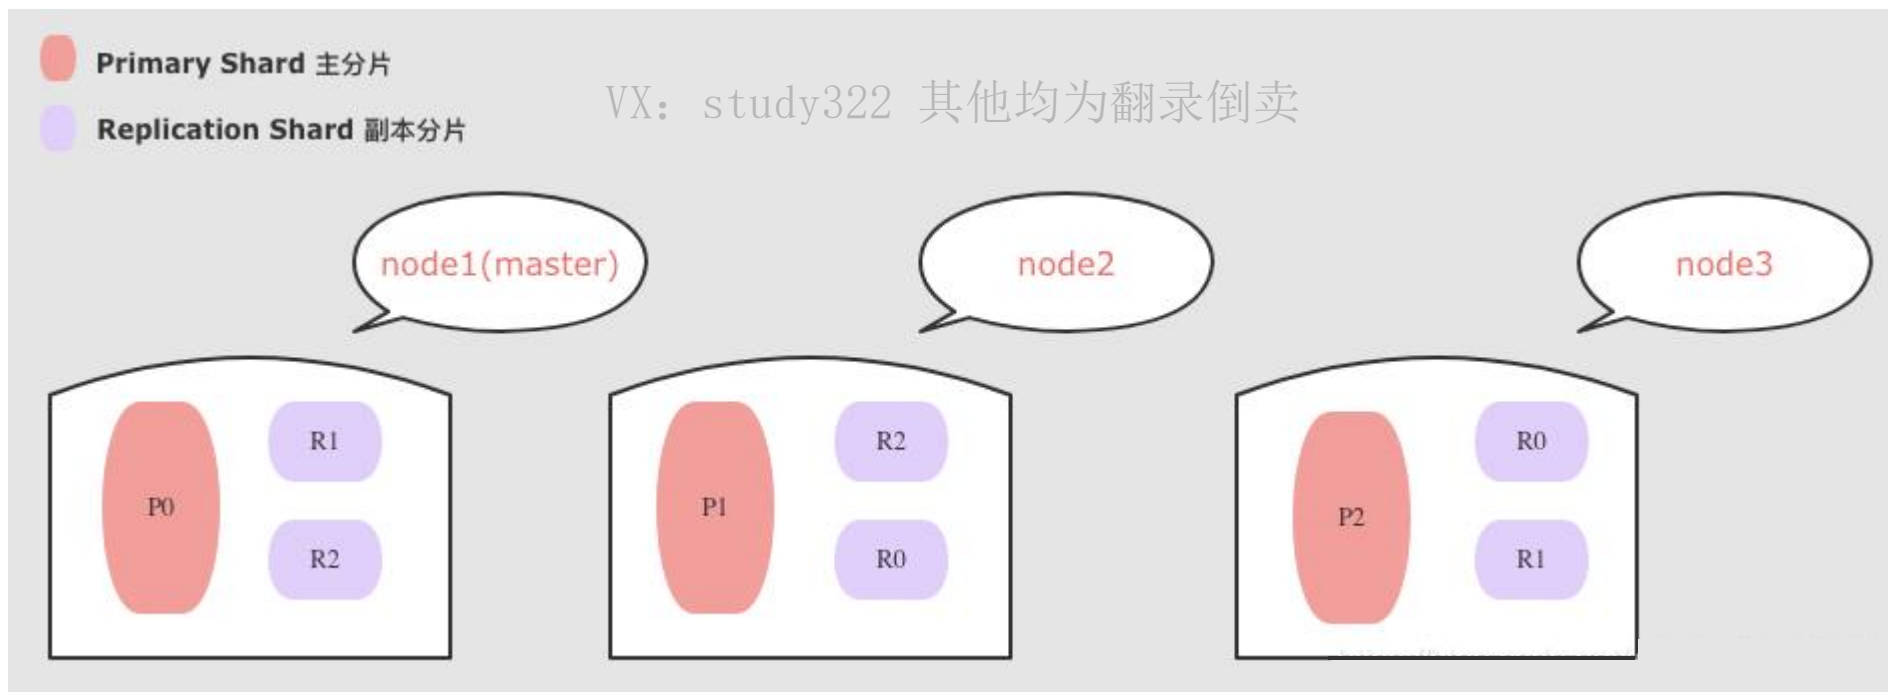 Primary Shard 主分片
VX：study322 其他均为翻录倒卖
Replication Shard 副本分片
node1(master)
node2
node3
P0
R1
R2
P1
R2
R0
P2
R0
R1